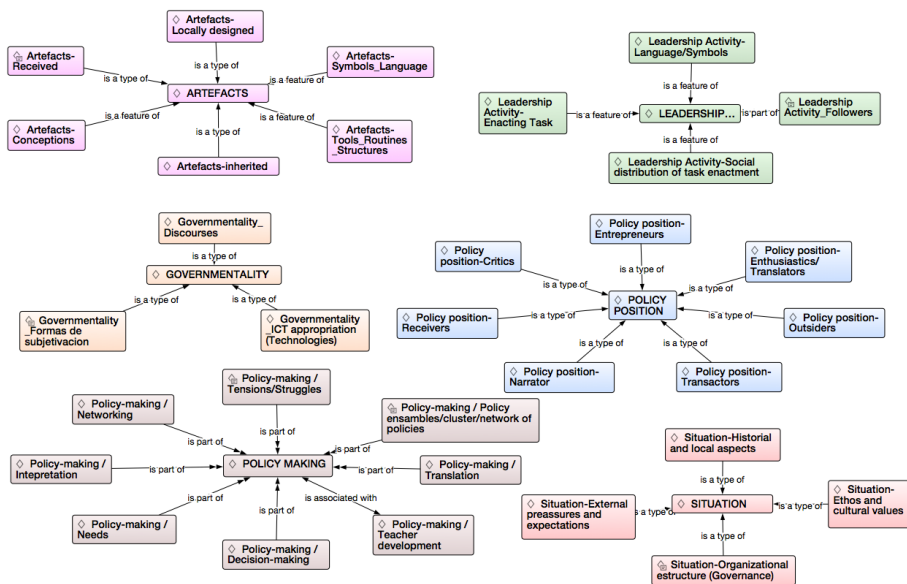 Artefacts-
Locally designed
Artefacts-
Received
Artefacts-
Symbols_Language
is a type of
is a type of
is a feature of
ARTEFACTS
is a feature of
is a type of
is a feature of
Artefacts-
Conceptions
Artefacts-
Tools_Routines
_Structures
Artefacts-inherited
Leadership Activity-
Language/Symbols
is a feature of
Leadership
Activity-
Enacting Task
is a feature of
LEADERSHIP...
is part of
Leadership
Activity_Followers
is a feature of
Leadership Activity-Social
distribution of task enactment
Governmentality_
Discourses
is a type of
GOVERNMENTALITY
is a type of
is a type of
Governmentality
_Formas de
subjetivacion
Governmentality
_ICT appropriation
(Technologies)
Policy position-
Entrepreneurs
Policy
position-Critics
Policy position-
Enthusiastics/
Translators
is a type of
is a type of
is a type of
POLICY
POSITION
Policy position-
Receivers
is a type of
is a type of
Policy position-
Outsiders
is a type of
is a type of
Policy position-
Narrator
Policy position-
Transactors
Policy-making /
Tensions/Struggles
Policy-making /
Networking
Policy-making / Policy
ensambles/cluster/network of
policies
is part of
is part of
is part of
Policy-making /
Intepretation
is part of
POLICY MAKING
is part of
Policy-making /
Translation
is part of
is part of
is associated with
Policy-making /
Needs
Policy-making /
Decision-making
Policy-making /
Teacher
development
Situation-Historial
and local aspects
is a type of
Situation-External
preassures and
expectations
is a type of
SITUATION
is a type of
Situation-
Ethos and
cultural values
is a type of
Situation-Organizational
estructure (Governance)